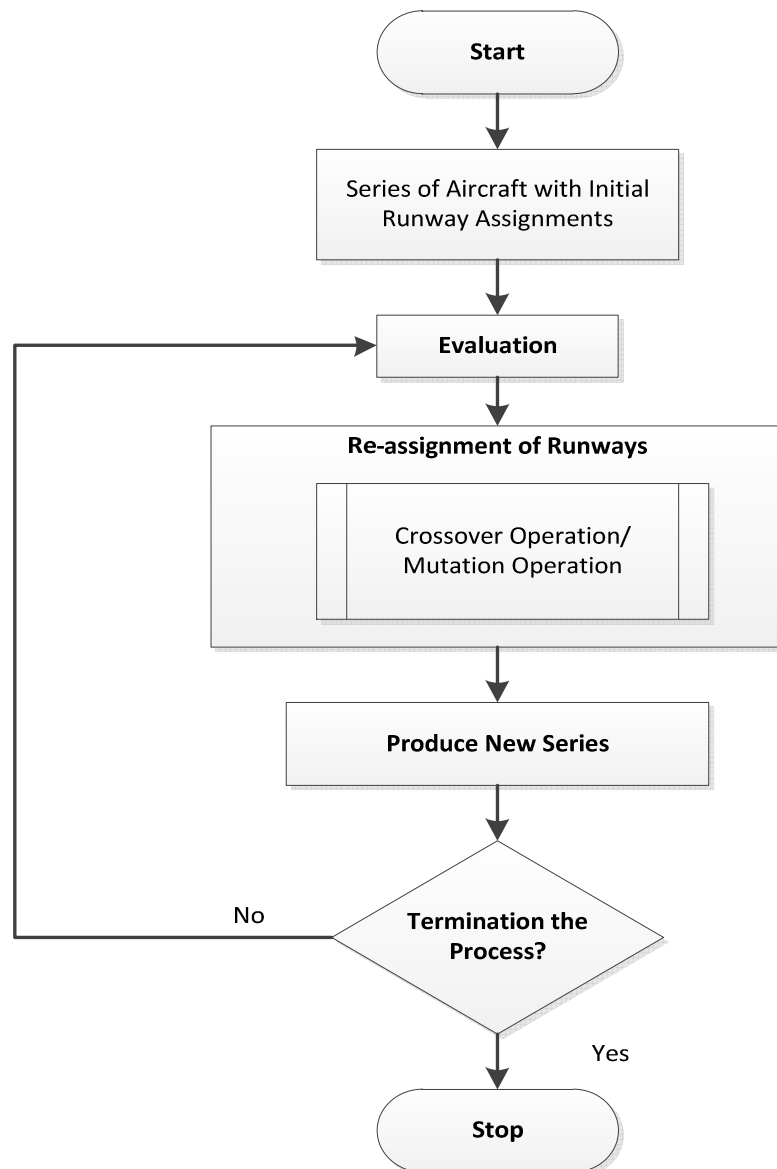 Start
Series of Aircraft with Initial
Runway Assignments
Evaluation
Re-assignment of Runways
Crossover Operation/
Mutation Operation
Produce New Series
Termination the
Process?
No
Yes
Stop